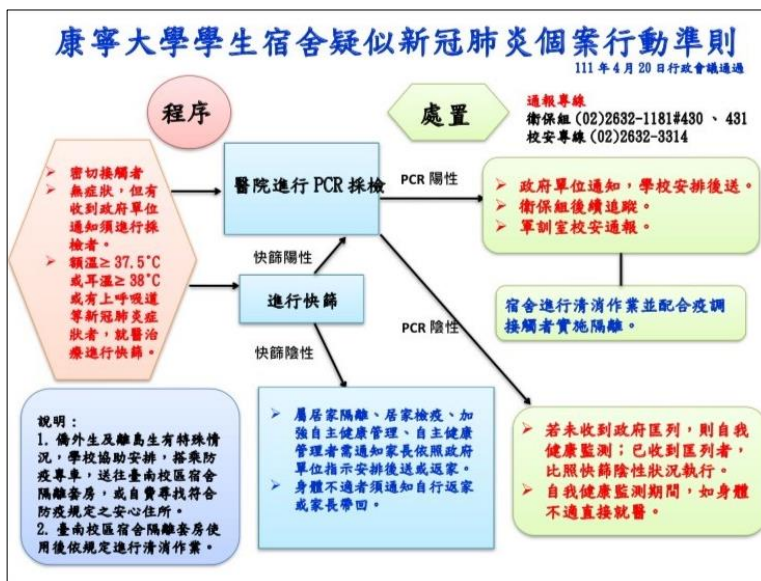 康寧大學學生宿舍疑似新冠肺炎個案行動準則
111 年 4 月 20 日行政會議通過
程序
處置
通報專線
衛保組 (02)2632-1181#430 、 431
校安專線 (02)2632-3314
密切接觸者
無症狀，但有
收到政府單位
通知須進行採
檢者。
額溫≥ 37.5˚C
或耳溫≥ 38˚C
或有上呼吸道
等新冠肺炎症
狀者，就醫治
療進行快篩。
醫院進行 PCR 採檢
PCR 陽性
政府單位通知，學校安排後送。
衛保組後續追蹤。
軍訓室校安通報。
快篩陽性
進行快篩
宿舍進行清消作業並配合疫調
接觸者實施隔離。
PCR 陰性
快篩陰性
說明：
1. 僑外生及離島生有特殊情
況，學校協助安排，搭乘防
疫專車，送往臺南校區宿舍
隔離套房，或自費尋找符合
防疫規定之安心住所。
2. 臺南校區宿舍隔離套房使
用後依規定進行清消作業。
屬居家隔離、居家檢疫、加
強自主健康管理、自主健康
管理者需通知家長依照政府
單位指示安排後送或返家。
身體不適者須通知自行返家
或家長帶回。
若未收到政府匡列，則自我
健康監測；已收到匡列者，
比照快篩陰性狀況執行。
自我健康監測期間，如身體
不適直接就醫。